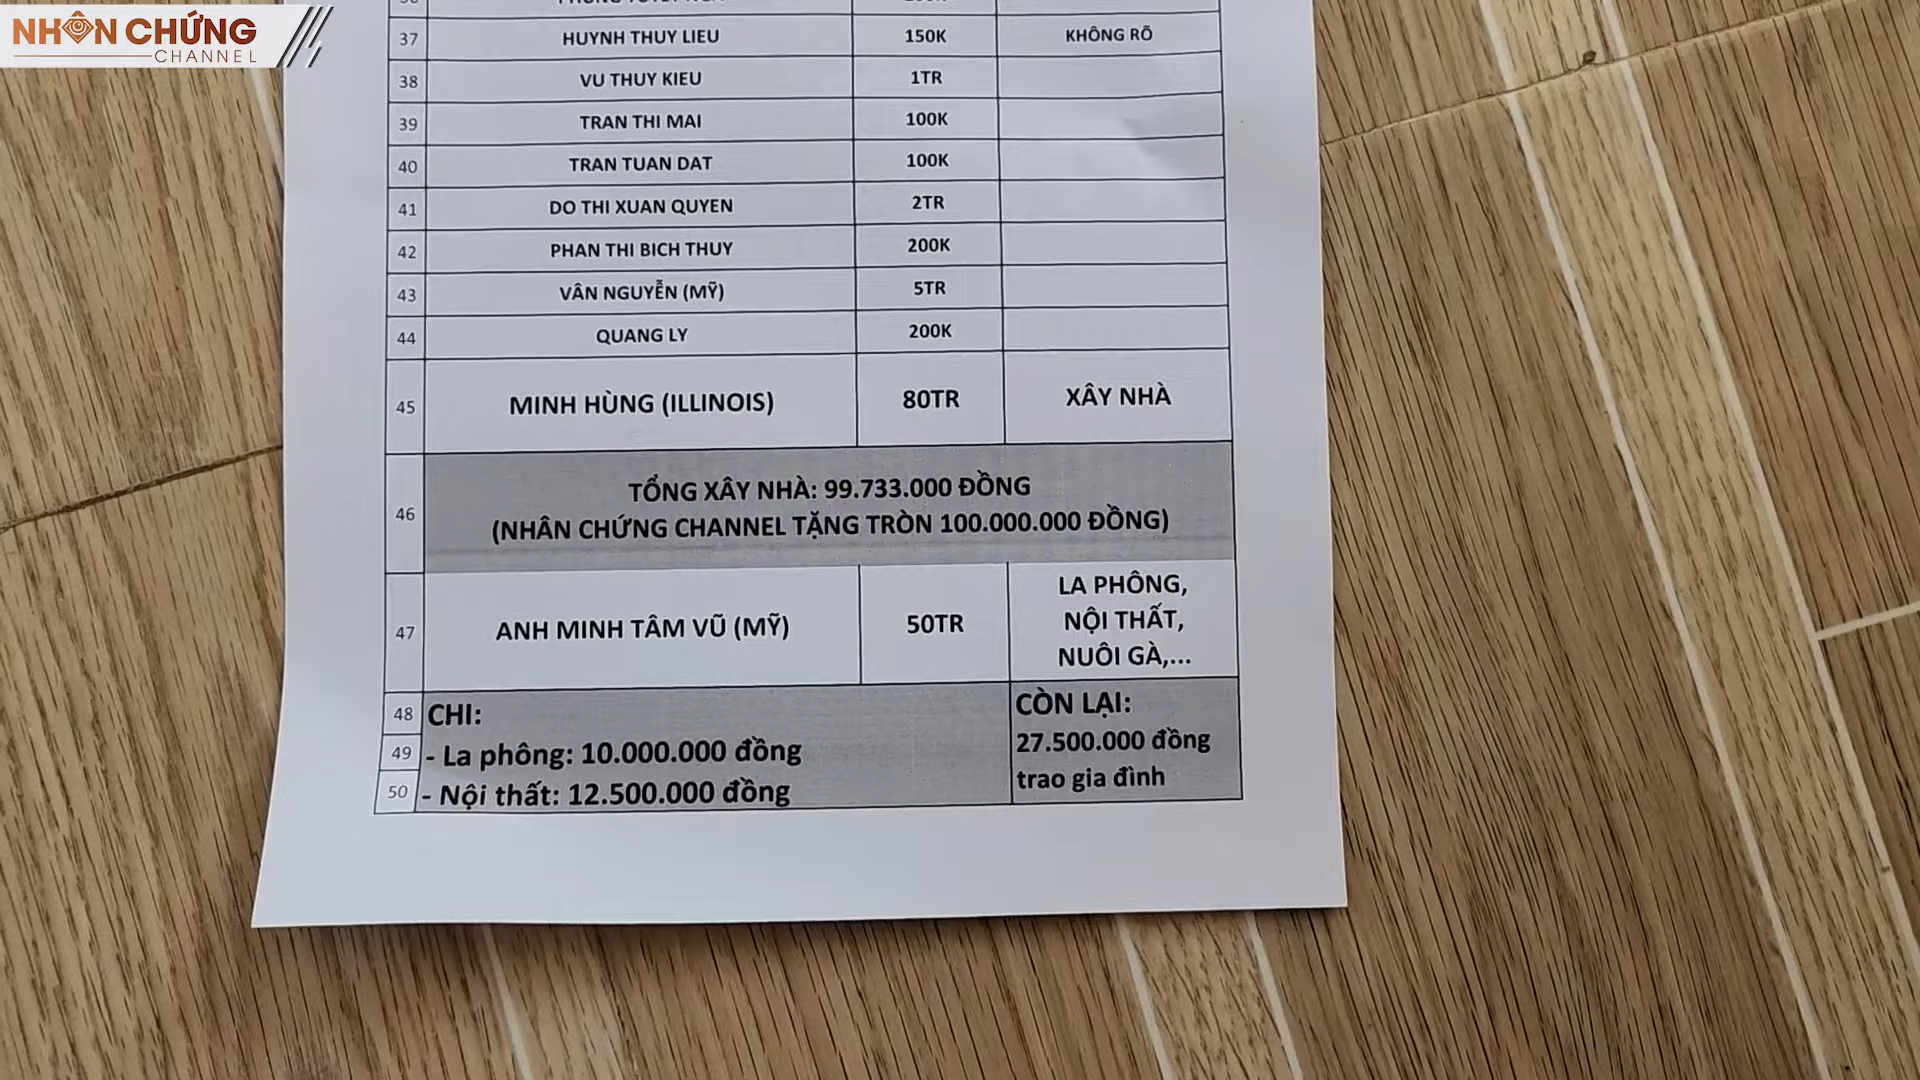 NHÂN CHỨNG
CHANNEL
37 HUYNH THUY LIEU 150K KHÔNG RÕ
38 VU THUY KIEU 1TR
39 TRAN THI MAI 100K
40 TRAN TUAN DAT 100K
41 DO THI XUAN QUYEN 2TR
42 PHAN THI BICH THUY 200K
43 VÂN NGUYỄN (MỸ) 5TR
44 QUANG LY 200K
45 MINH HÙNG (ILLINOIS) 80TR XÂY NHÀ
46 TỔNG XÂY NHÀ: 99.733.000 ĐỒNG
(NHÂN CHỨNG CHANNEL TẶNG TRÒN 100.000.000 ĐỒNG)
47 ANH MINH TÂM VŨ (MỸ) 50TR LA PHÔNG,
NỘI THẤT,
NUÔI GÀ,...
48 CHI: CÒN LẠI:
49 - La phông: 10.000.000 đồng 27.500.000 đồng
50 - Nội thất: 12.500.000 đồng trao gia đình